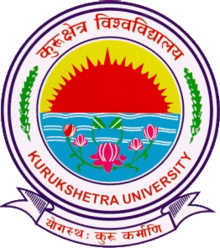 कुरुक्षेत्र विश्वविद्यालय
KURUKSHETRA UNIVERSITY
योगस्थः कुरु कर्माणि